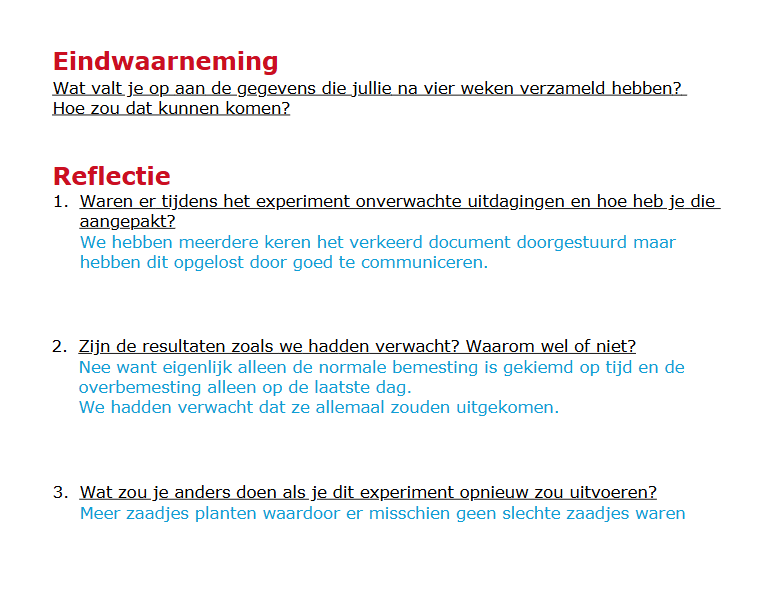 Eindwaarneming
Wat valt je op aan de gegevens die jullie na vier weken verzameld hebben?
Hoe zou dat kunnen komen?
Reflectie
1. Waren er tijdens het experiment onverwachte uitdagingen en hoe heb je die
aangepakt?
We hebben meerdere keren het verkeerd document doorgestuurd maar
hebben dit opgelost door goed te communiceren.
2. Zijn de resultaten zoals we hadden verwacht? Waarom wel of niet?
Nee want eigenlijk alleen de normale bemesting is gekiemd op tijd en de
overbemesting alleen op de laatste dag.
We hadden verwacht dat ze allemaal zouden uitgekomen.
3. Wat zou je anders doen als je dit experiment opnieuw zou uitvoeren?
Meer zaadjes planten waardoor er misschien geen slechte zaadjes waren